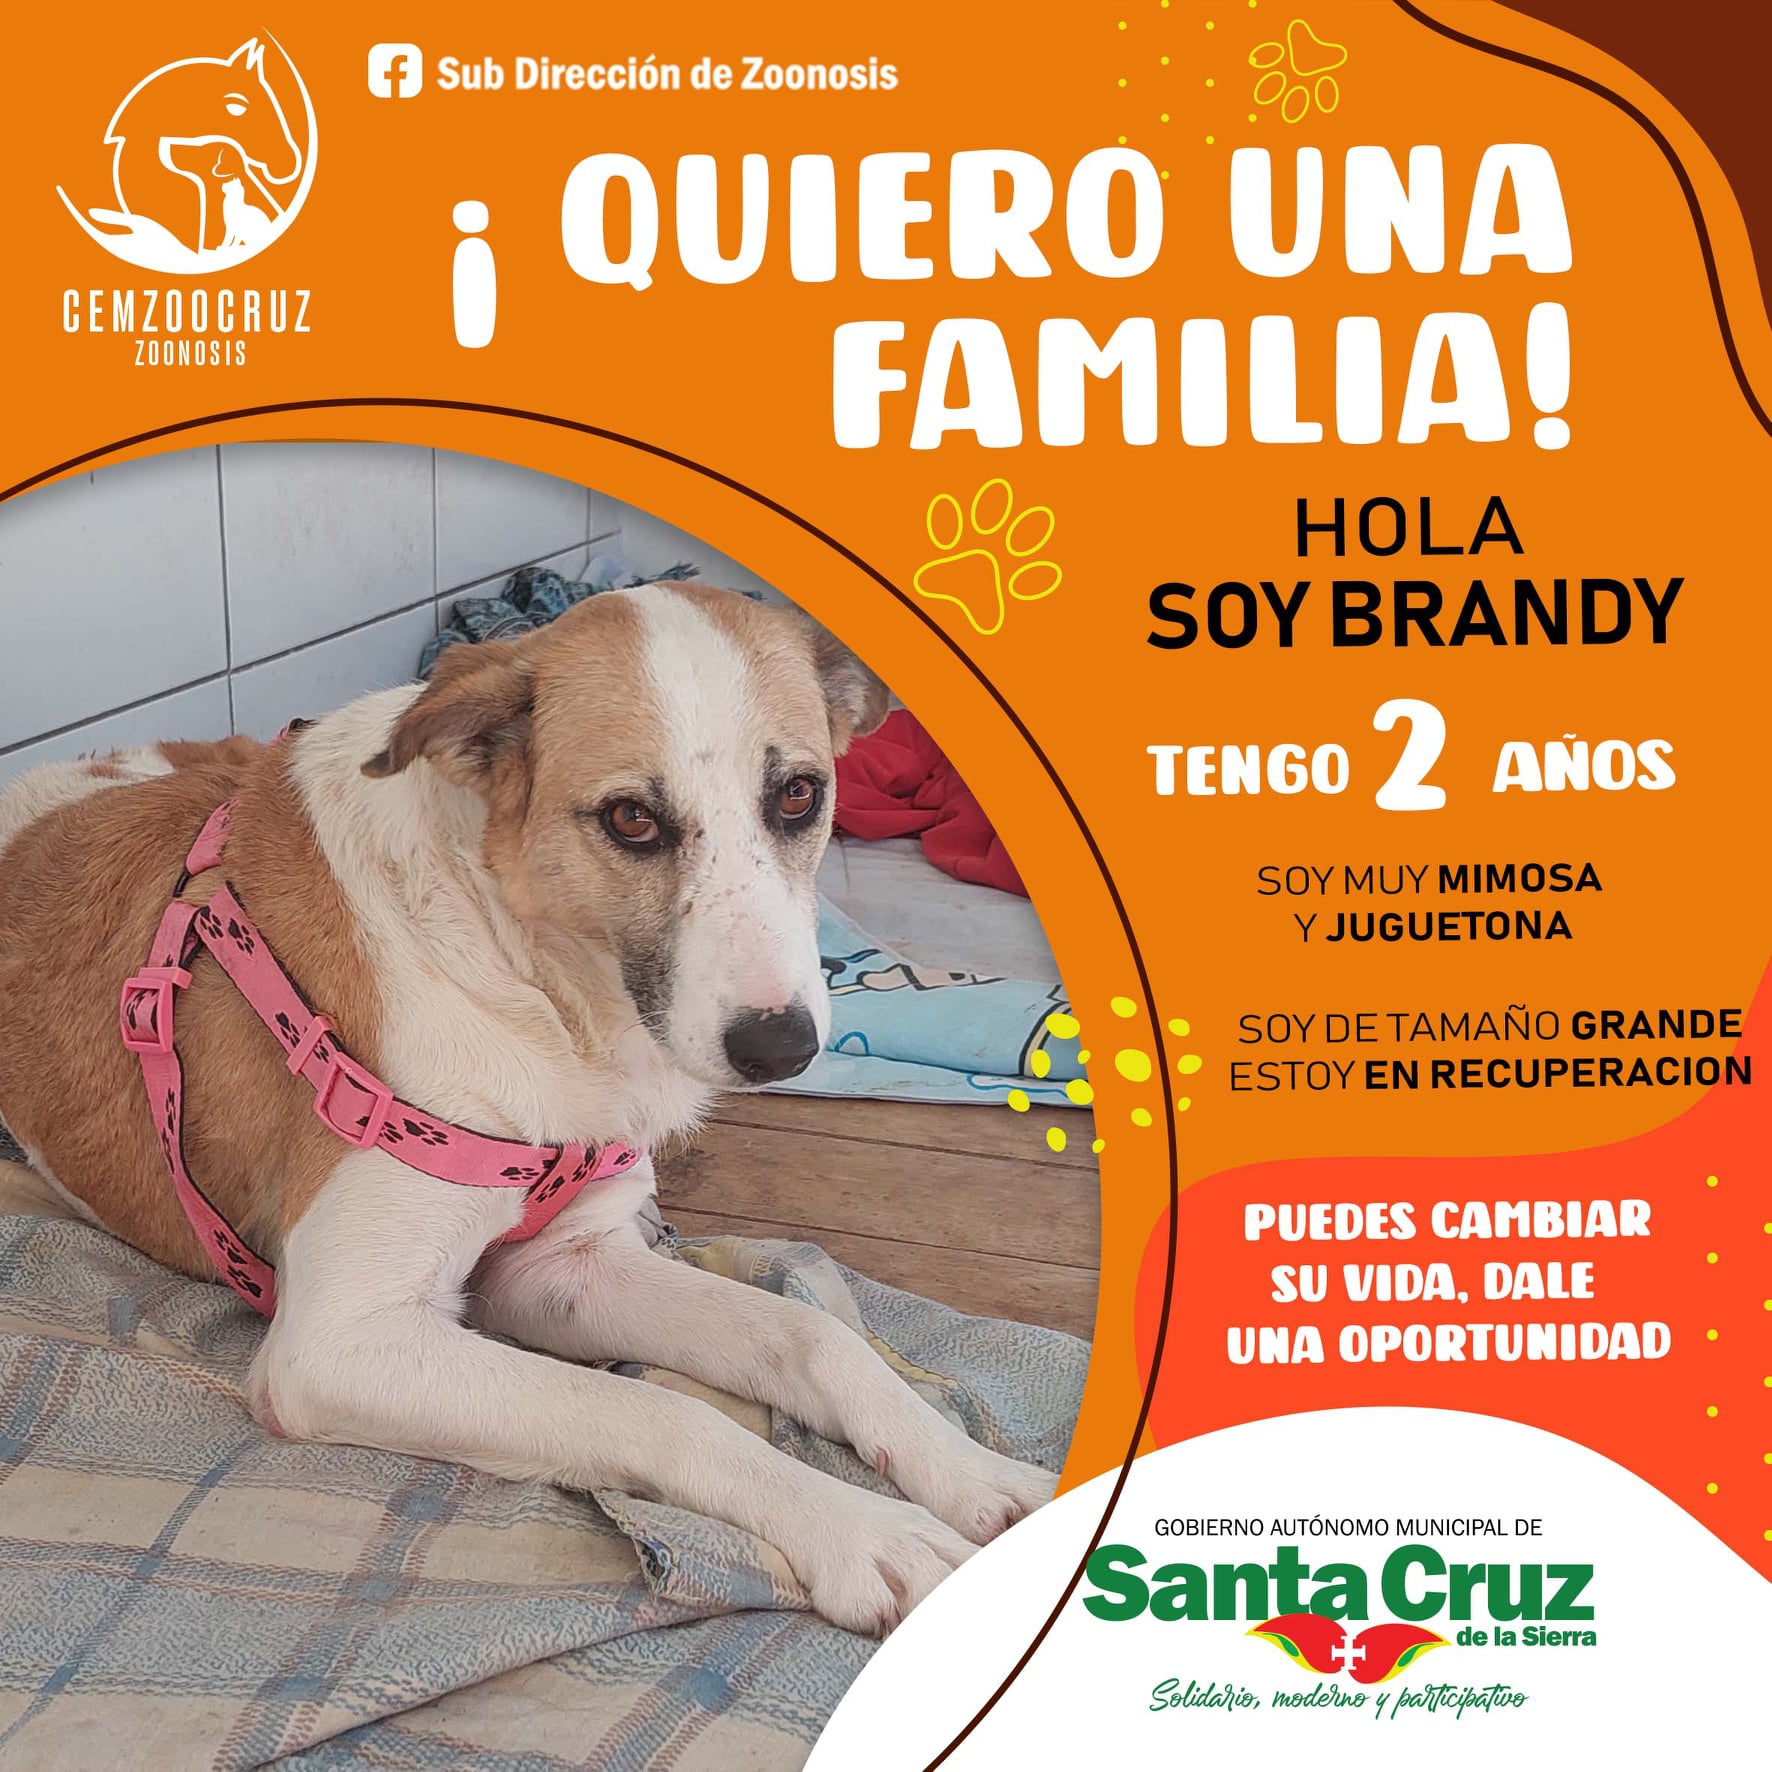 Sub Dirección de Zoonosis
CEMZOOCRUZ
ZOONOSIS
¡QUIERO UNA
FAMILIA!
HOLA
SOY BRANDY
TENGO 2 AÑOS
SOY MUY MIMOSA
Y JUGUETONA
SOY DE TAMAÑO GRANDE
ESTOY EN RECUPERACION
PUEDES CAMBIAR
SU VIDA, DALE
UNA OPORTUNIDAD
GOBIERNO AUTÓNOMO MUNICIPAL DE
Santa Cruz
de la Sierra
Solidario, moderno y participativo